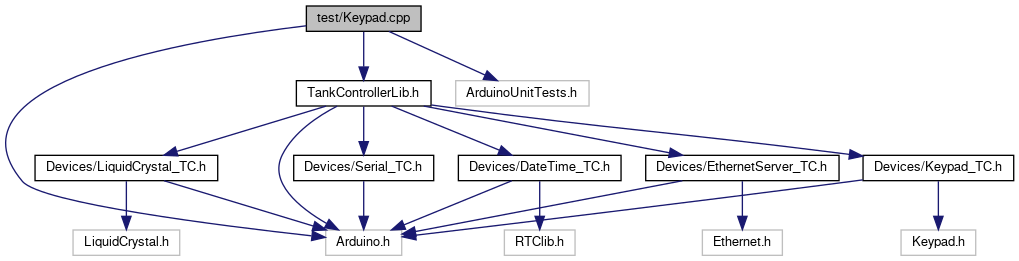 test/Keypad.cpp
TankControllerLib.h
ArduinoUnitTests.h
Devices/LiquidCrystal_TC.h
Devices/Serial_TC.h
Devices/DateTime_TC.h
Devices/EthernetServer_TC.h
Devices/Keypad_TC.h
LiquidCrystal.h
Arduino.h
RTClib.h
Ethernet.h
Keypad.h